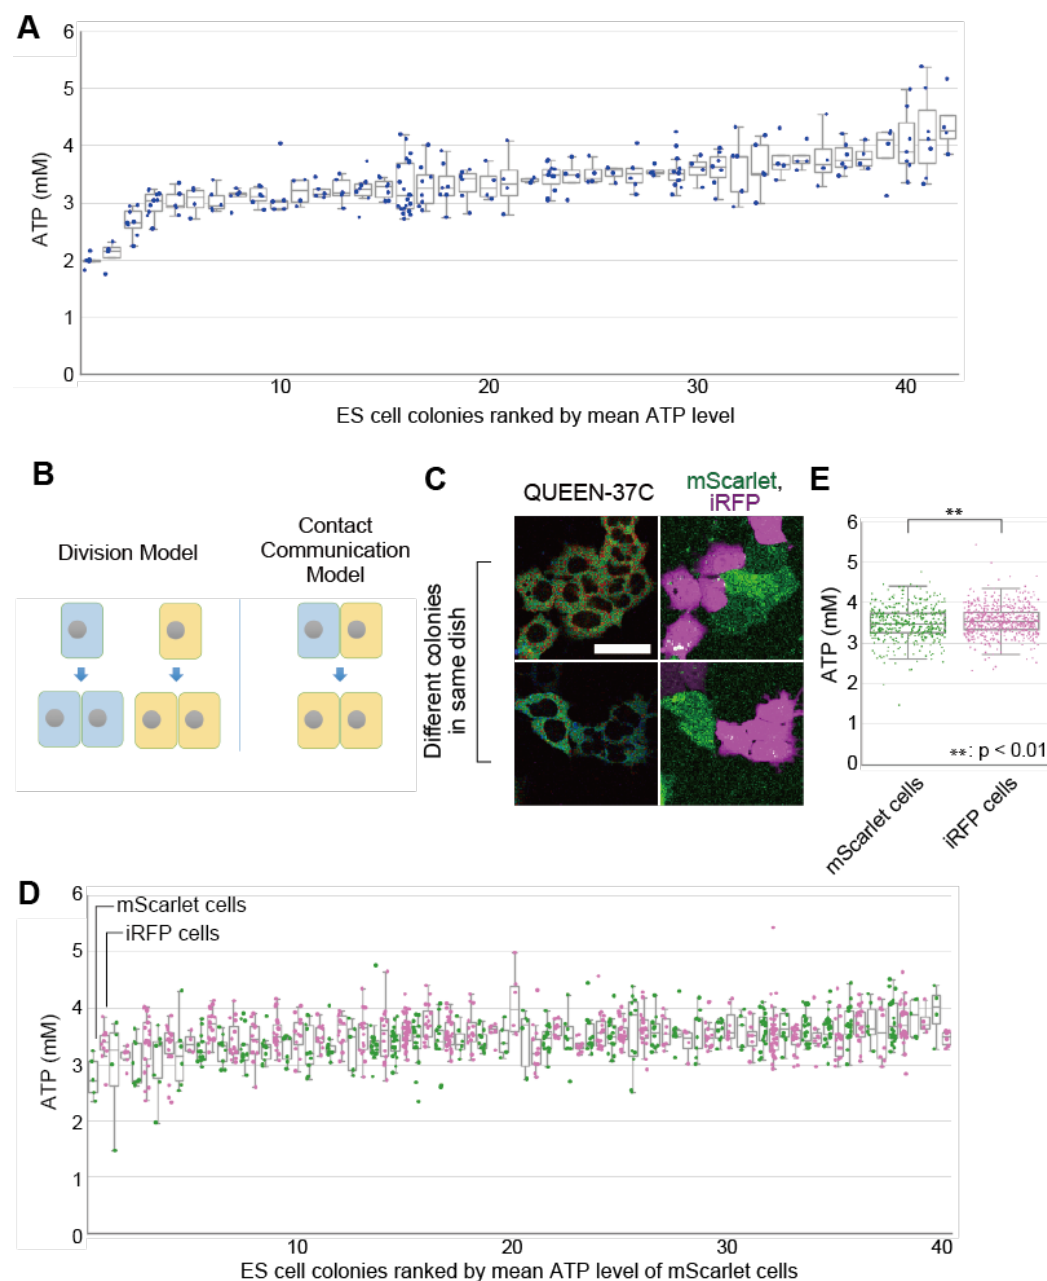 A
6
5
4
3
2
1
0
ATP (mM)
10
20
30
40
ES cell colonies ranked by mean ATP level
B
Division Model
Contact
Communication
Model
C
QUEEN-37C
mScarlet,
iRFP
Different colonies
in same dish
E
6
5
4
3
2
1
0
ATP (mM)
**
**: p < 0.01
mScarlet cells
iRFP cells
D
6
5
4
3
2
1
0
ATP (mM)
mScarlet cells
iRFP cells
10
20
30
40
ES cell colonies ranked by mean ATP level of mScarlet cells